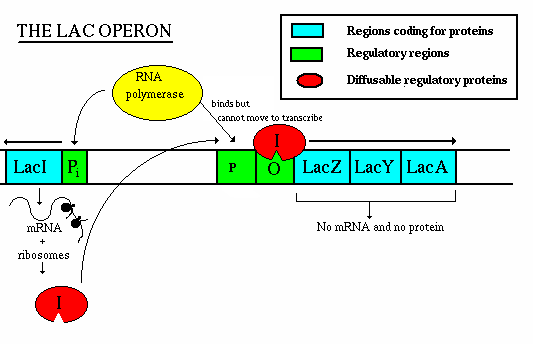 THE LAC OPERON
Regions coding for proteins
Regulatory regions
Diffusable regulatory proteins
RNA
polymerase
binds but
cannot move to transcribe
I
LacI
Pi
P
O
LacZ
LacY
LacA
mRNA
+
ribosomes
No mRNA and no protein
I